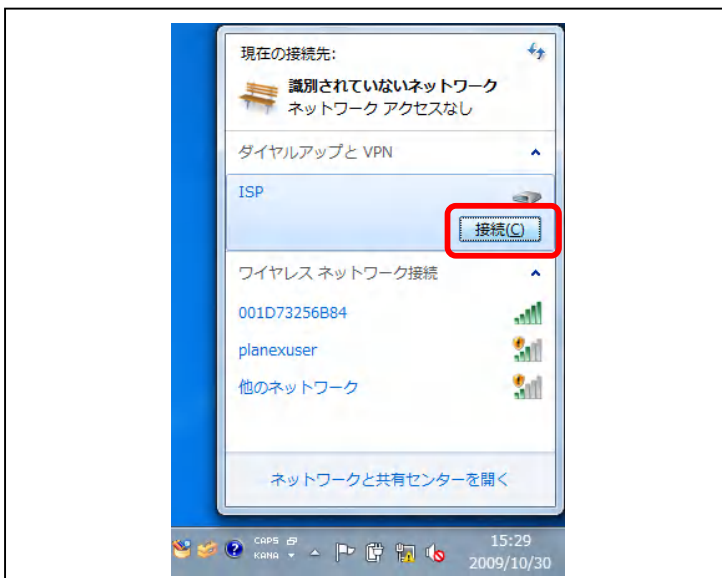 現在の接続先:
識別されていないネットワーク
ネットワーク アクセスなし
ダイヤルアップと VPN
ISP
接続(C)
ワイヤレス ネットワーク接続
001D73256B84
planexuser
他のネットワーク
ネットワークと共有センターを開く
CAPS
KANA
15:29
2009/10/30